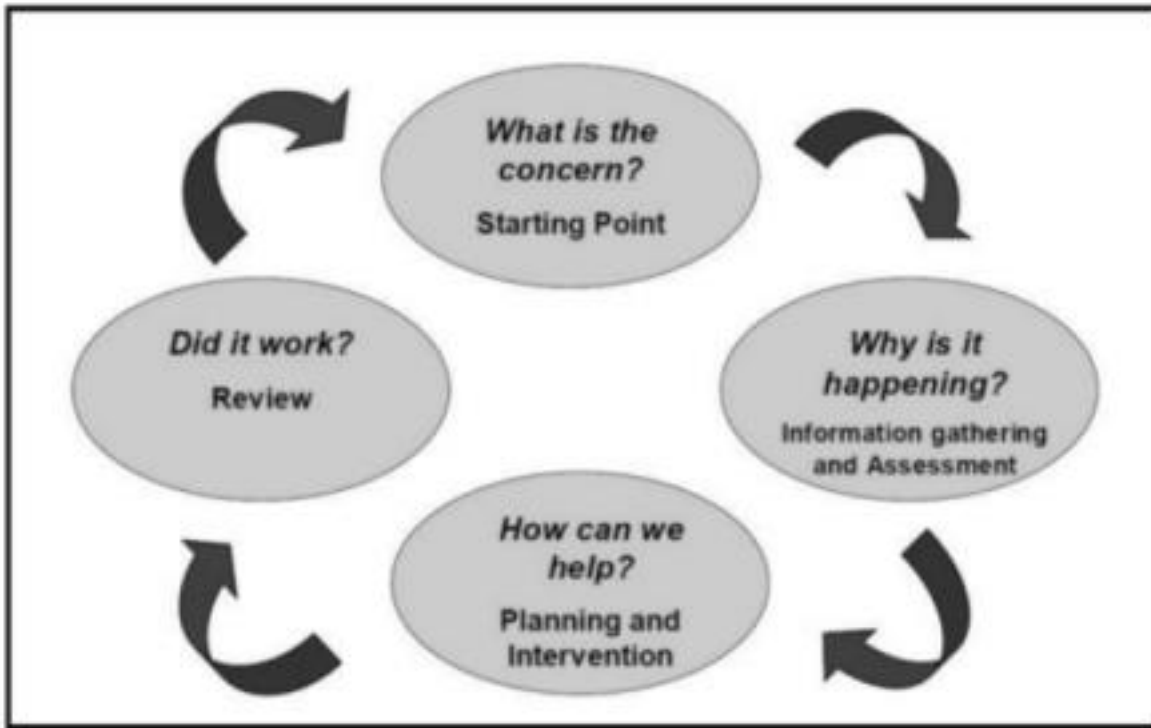 What is the
concern?
Starting Point
Why is it
happening?
Information gathering
and Assessment
How can we
help?
Planning and
Intervention
Did it work?
Review